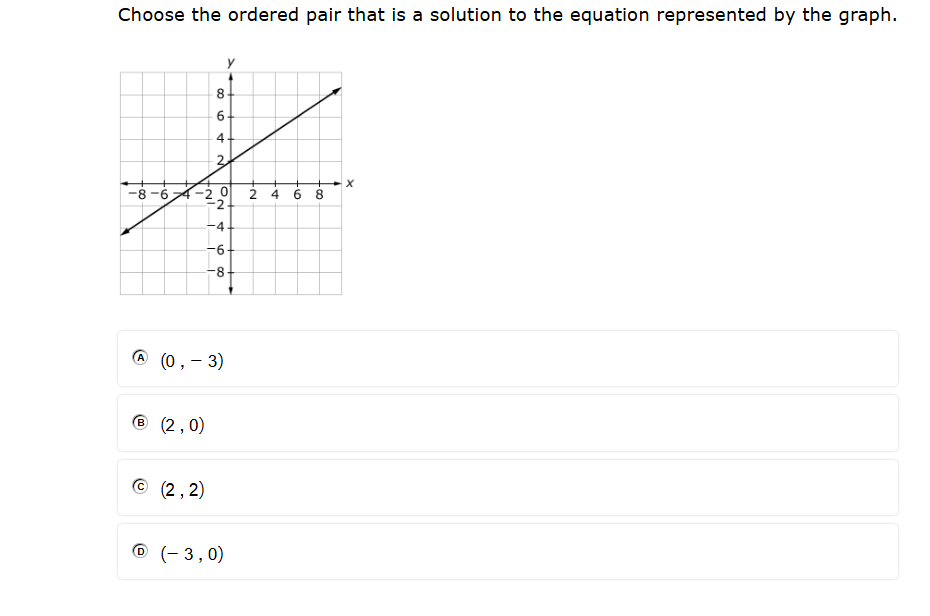 Choose the ordered pair that is a solution to the equation represented by the graph.
y
8
6
4
2
x
−8 −6 −4 −2 0 2 4 6 8
−2
−4
−6
−8
A (0 , − 3)
B (2 , 0)
C (2 , 2)
D (− 3 , 0)